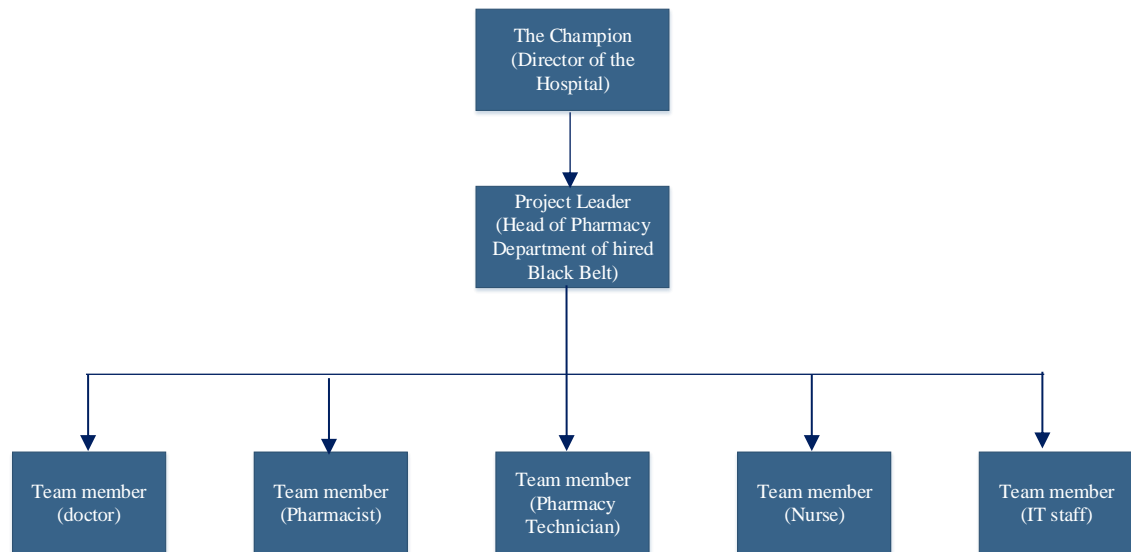 The Champion
(Director of the
Hospital)
Project Leader
(Head of Pharmacy
Department of hired
Black Belt)
Team member
(doctor)
Team member
(Pharmacist)
Team member
(Pharmacy
Technician)
Team member
(Nurse)
Team member
(IT staff)